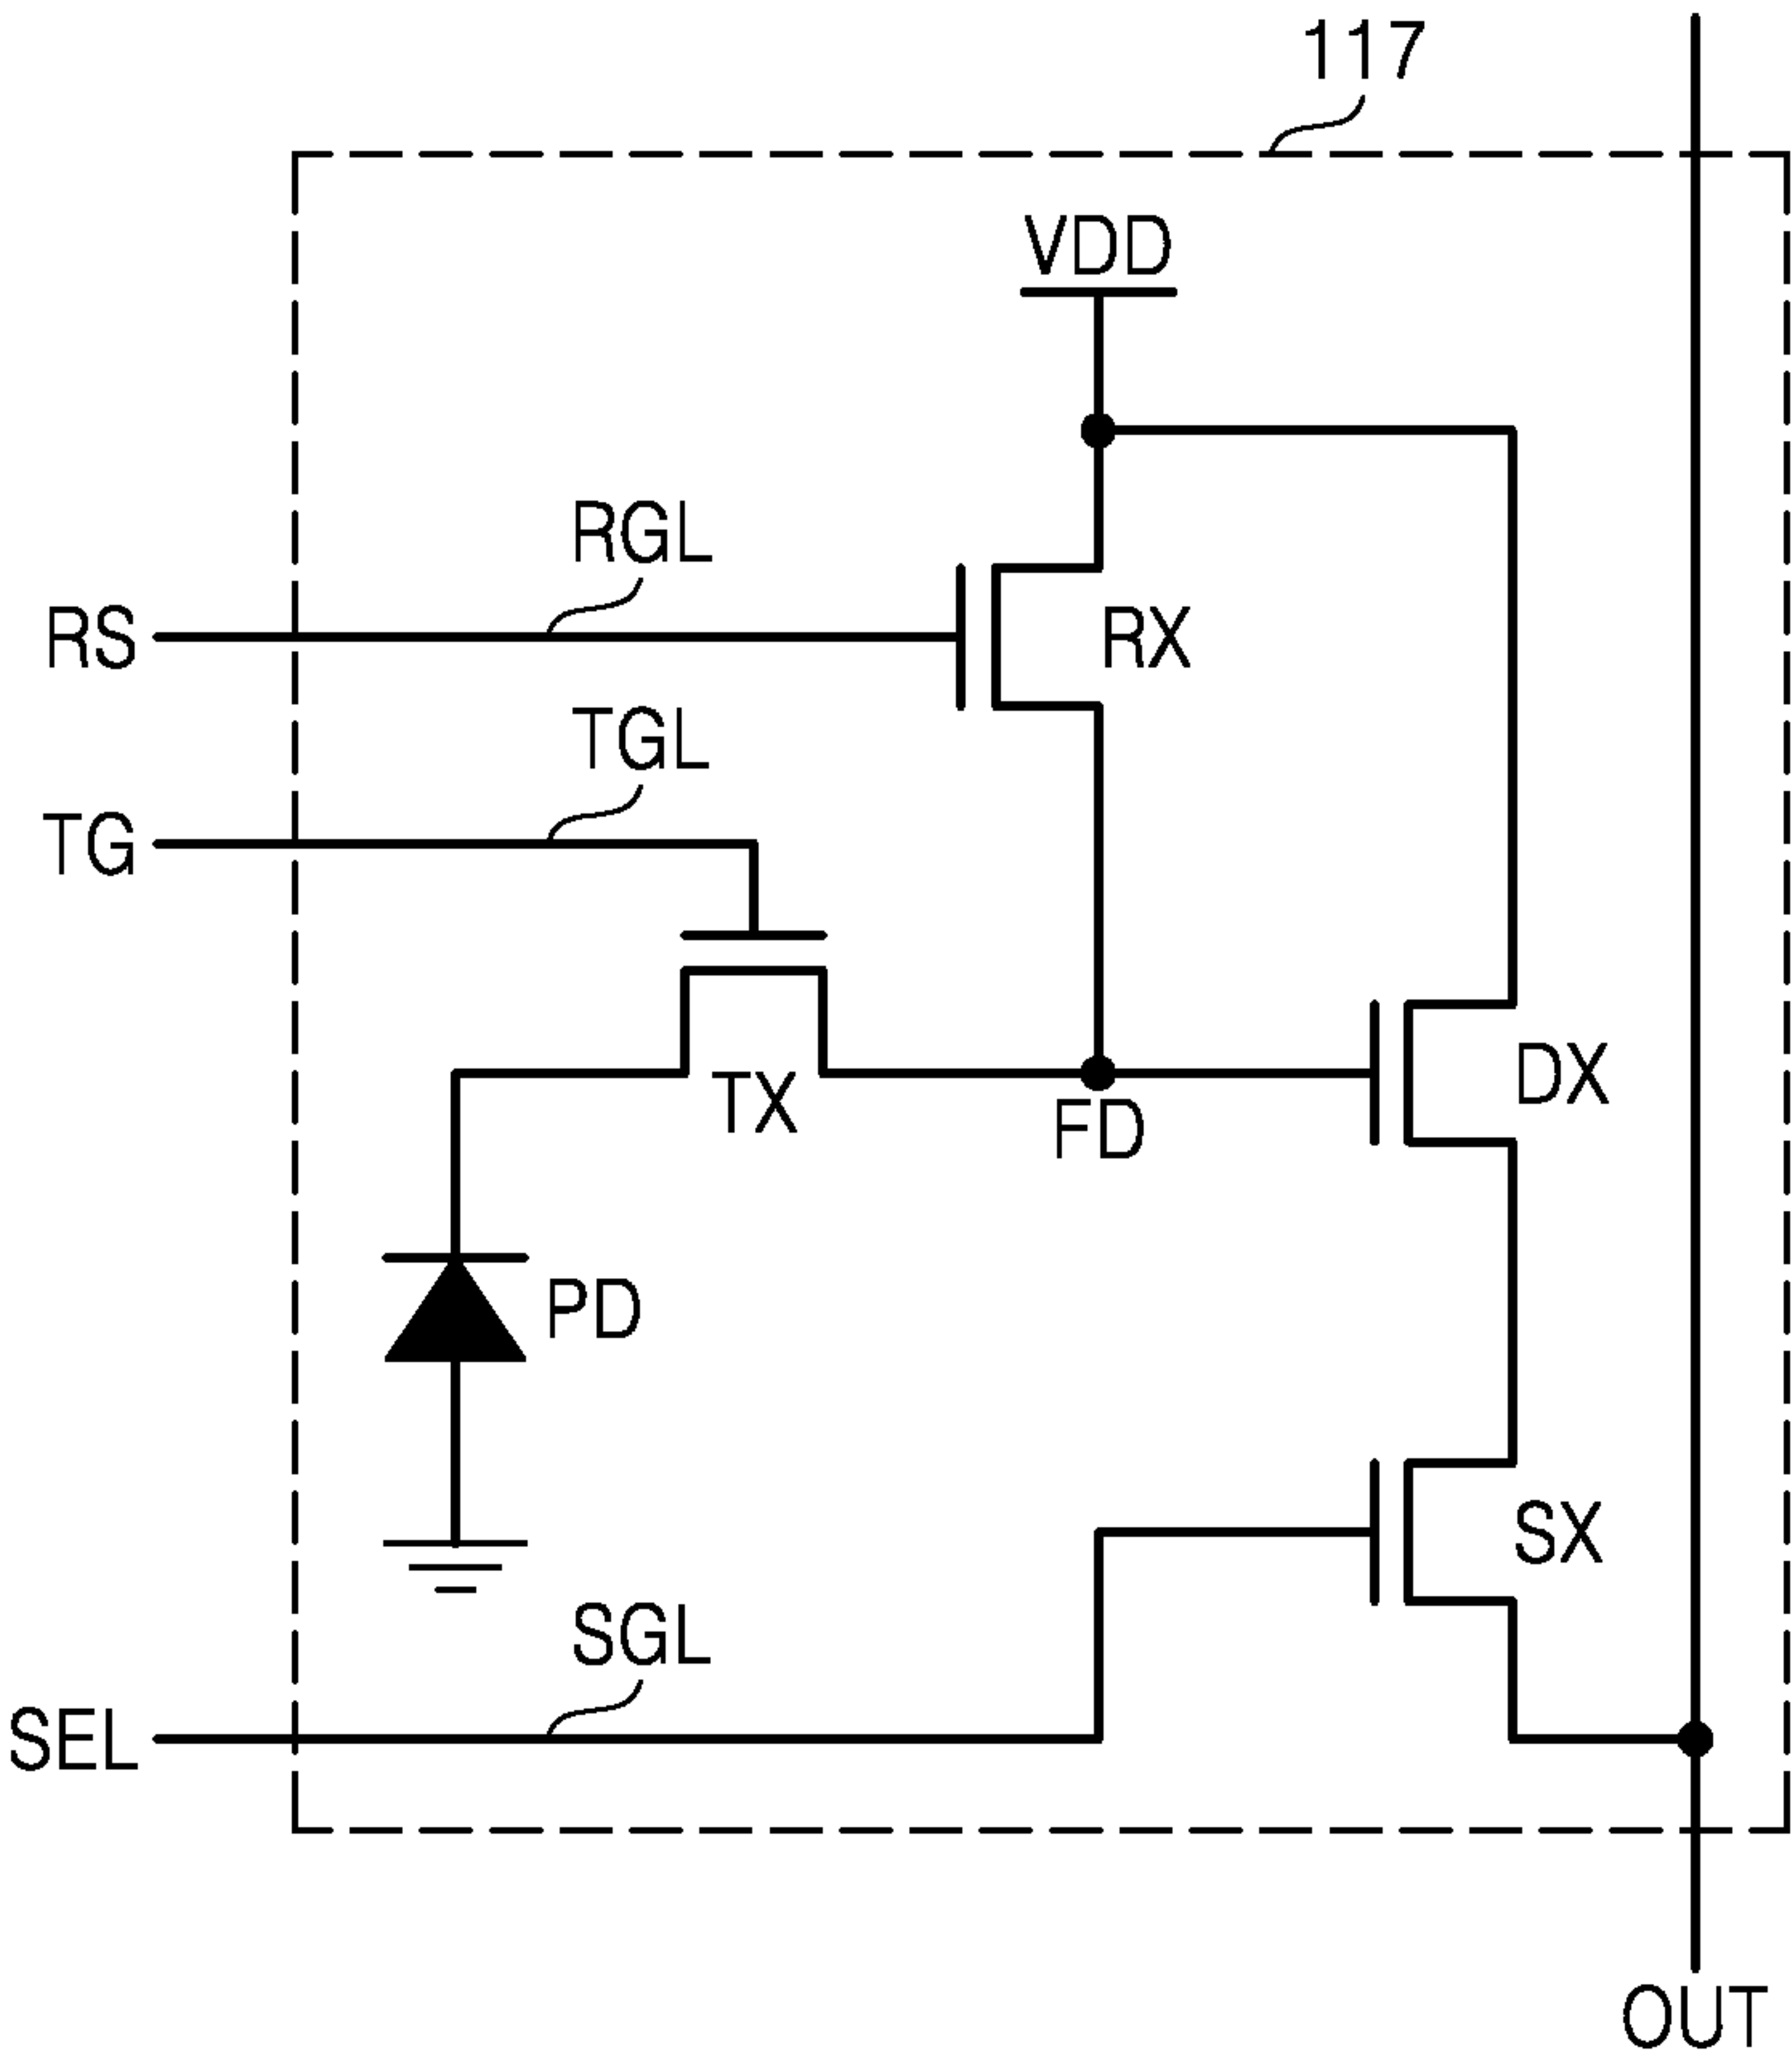 117
VDD
RGL
RS
RX
TGL
TG
DX
TX
FD
PD
SX
SGL
SEL
OUT